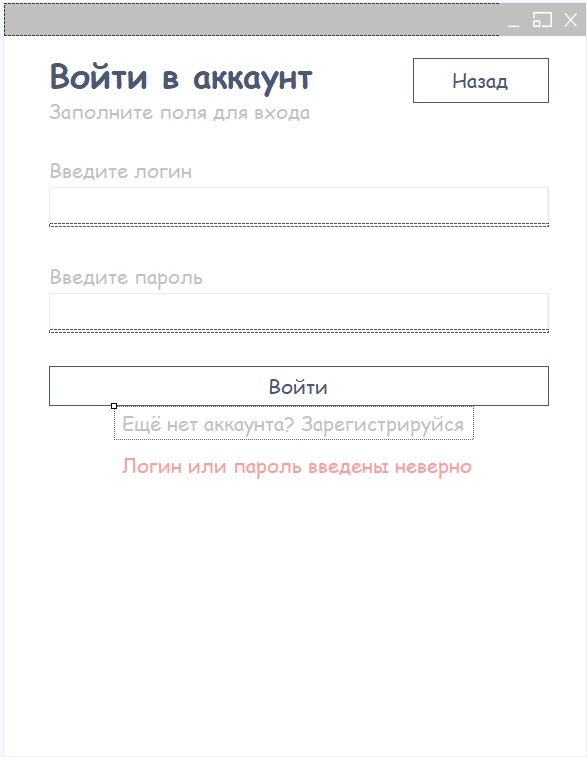 Войти в аккаунт
Назад
Заполните поля для входа
Введите логин
Введите пароль
Войти
Ещё нет аккаунта? Зарегистрируйся
Логин или пароль введены неверно